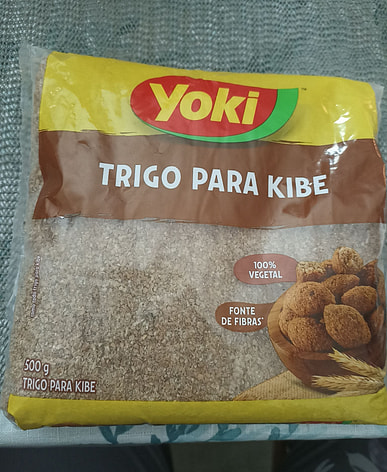 Yoki
TRIGO PARA KIBE
100%
VEGETAL
FONTE
DE FIBRAS*
500 g
TRIGO PARA KIBE